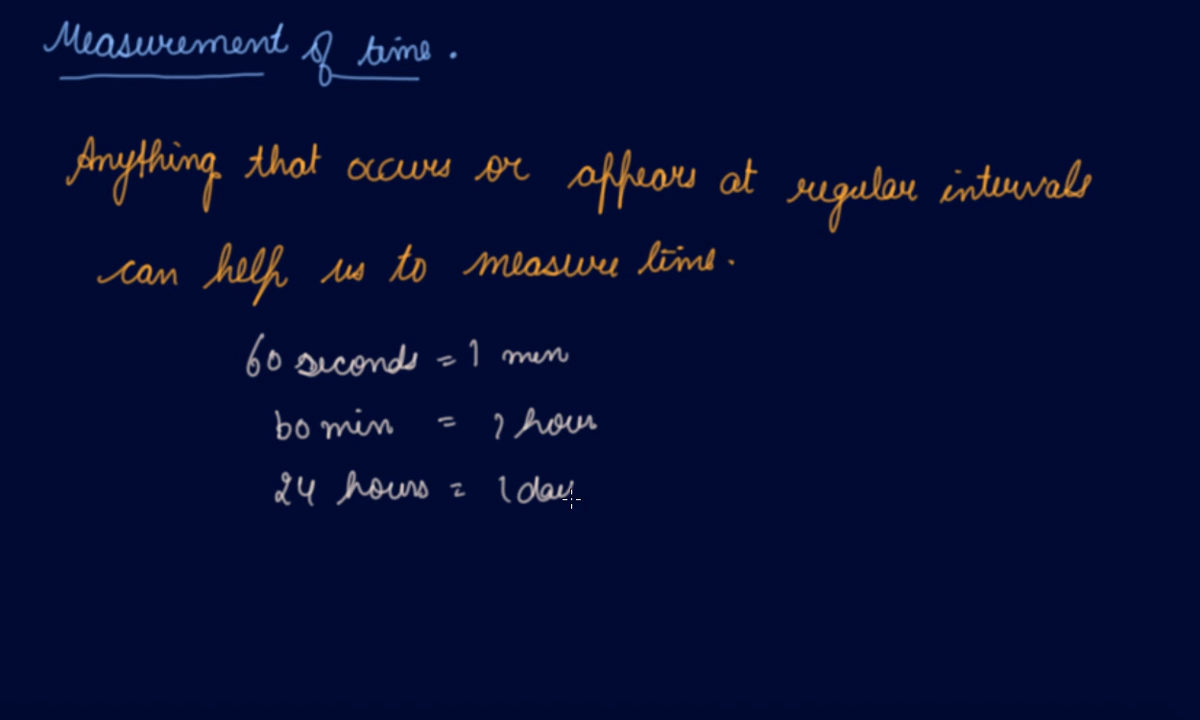 Measurement of time.
Anything that occurs or appears at regular intervals
can help us to measure time.
60 seconds = 1 min
60 min = 1 hour
24 hours = 1 day